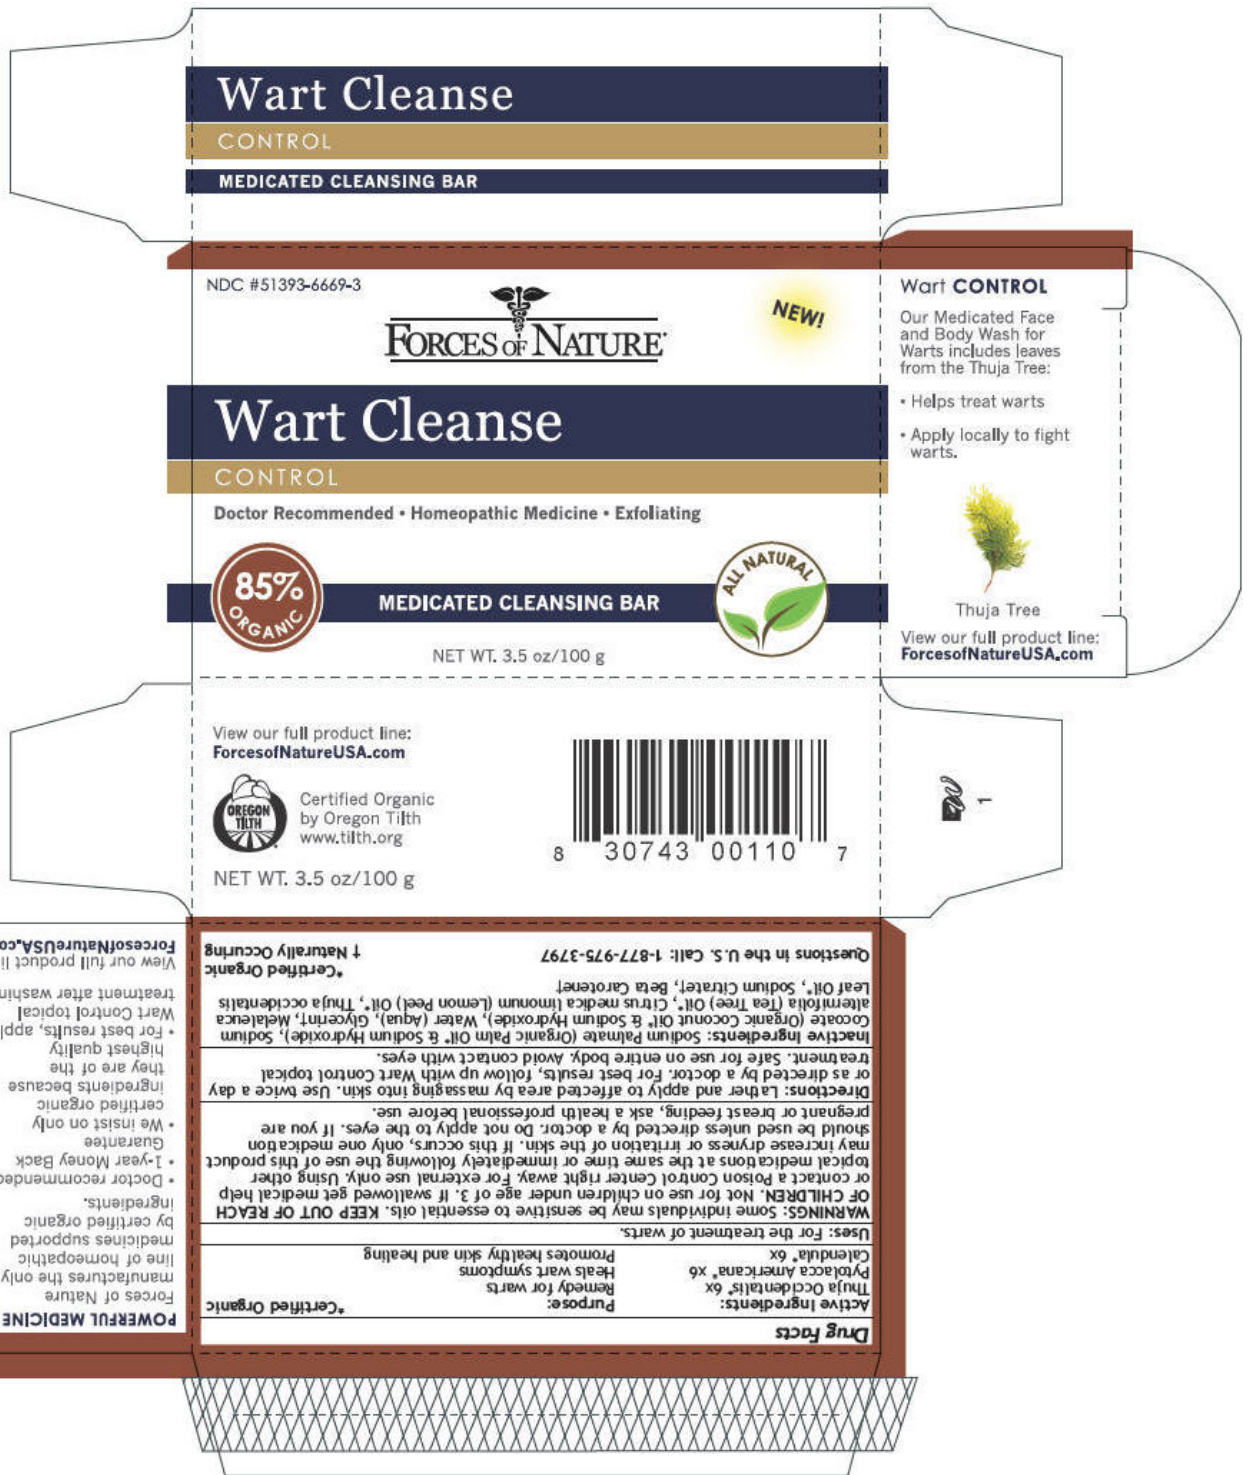 Wart Cleanse
CONTROL
MEDICATED CLEANSING BAR
NDC #51393-6669-3
FORCES OF NATURE
NEW!
Wart Cleanse
CONTROL
Doctor Recommended • Homeopathic Medicine • Exfoliating
85%
ORGANIC
MEDICATED CLEANSING BAR
ALL NATURAL
NET WT. 3.5 oz/100 g
Wart CONTROL
Our Medicated Face
and Body Wash for
Warts includes leaves
from the Thuja Tree:
• Helps treat warts
• Apply locally to fight
warts.
Thuja Tree
View our full product line:
ForcesofNatureUSA.com
View our full product line:
ForcesofNatureUSA.com
OREGON
TILTH
Certified Organic
by Oregon Tilth
www.tilth.org
NET WT. 3.5 oz/100 g
8 30743 00110 7
1
Drug Facts
Active Ingredients: Purpose: *Certified Organic
Thuja Occidentalis* 6x Remedy for warts
Pytolacca Americana* x6 Heals wart symptoms
Calendula* 6x Promotes healthy skin and healing
Uses: For the treatment of warts.
WARNINGS: Some individuals may be sensitive to essential oils. KEEP OUT OF REACH
OF CHILDREN. Not for use on children under age of 3. If swallowed get medical help
or contact a Poison Control Center right away. For external use only. Using other
topical medications at the same time or immediately following the use of this product
may increase dryness or irritation of the skin. If this occurs, only one medication
should be used unless directed by a doctor. Do not apply to the eyes. If you are
pregnant or breast feeding, ask a health professional before use.
Directions: Lather and apply to affected area by massaging into skin. Use twice a day
or as directed by a doctor. For best results, follow up with Wart Control topical
treatment. Safe for use on entire body. Avoid contact with eyes.
Inactive Ingredients: Sodium Palmate (Organic Palm Oil* & Sodium Hydroxide), Sodium
Cocoate (Organic Coconut Oil* & Sodium Hydroxide), Water (Aqua), Glycerin†, Melaleuca
alternifolia (Tea Tree) Oil*, Citrus medica limonum (Lemon Peel) Oil*, Thuja occidentalis
Leaf Oil*, Sodium Citrate†, Beta Carotene†
*Certified Organic
Questions in the U.S. Call: 1-877-975-3797 † Naturally Occuring
POWERFUL MEDICINE
Forces of Nature
manufactures the only
line of homeopathic
medicines supported
by certified organic
ingredients.
• Doctor recommended
• 1-year Money Back
Guarantee
• We insist on only
certified organic
ingredients because
they are of the
highest quality
• For best results, appl
Wart Control topical
treatment after washin
View our full product li
ForcesofNatureUSA.co